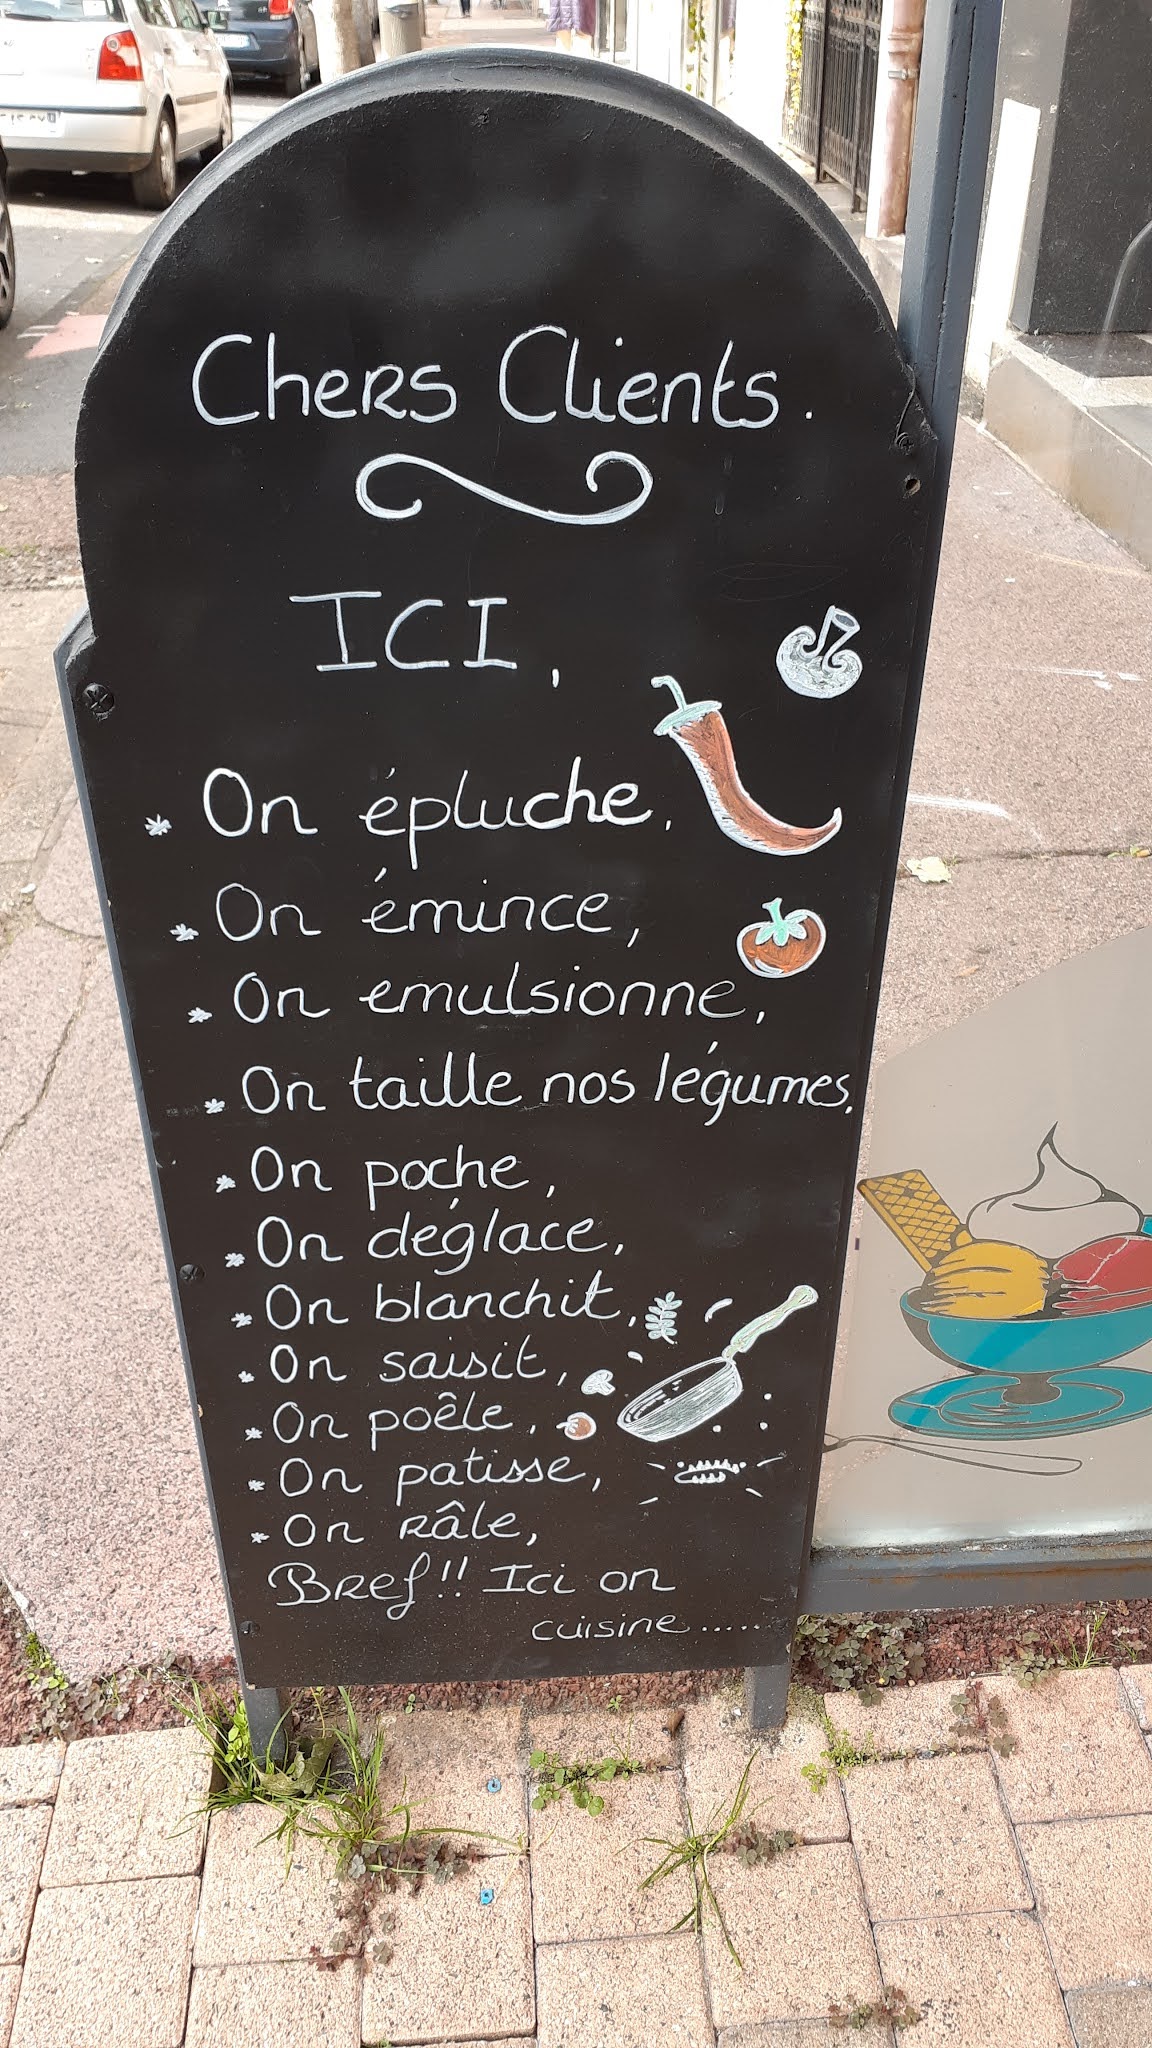 Chers Clients.
ICI,
* On épluche,
* On émince,
* On emulsionne,
* On taille nos légumes,
* On poche,
* On déglace,
* On blanchit,
* On saisit,
* On poêle,
* On patisse,
* On râle,
Bref!! Ici on
cuisine.....